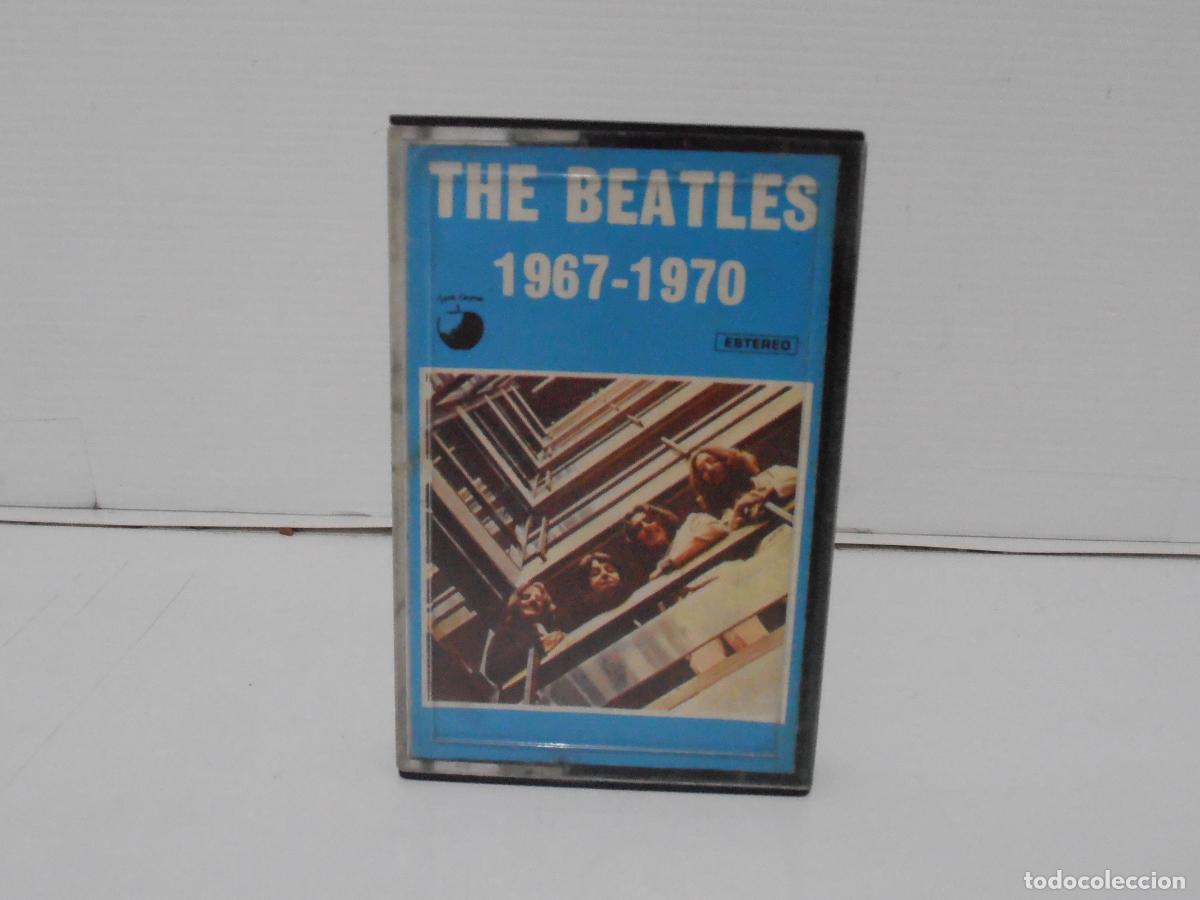 THE BEATLES
1967-1970
ESTEREO
todocoleccion